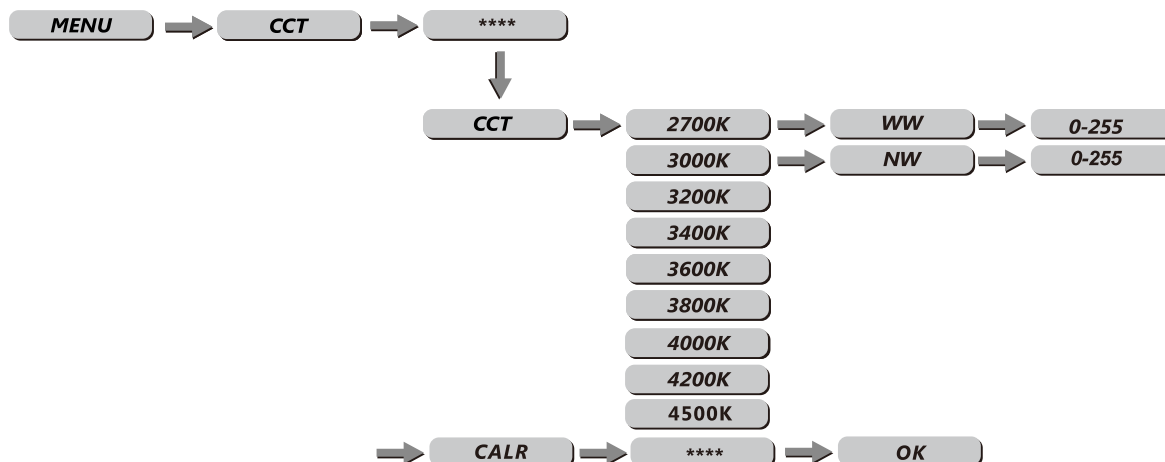 MENU CCT ****
CCT 2700K WW 0-255
3000K NW 0-255
3200K
3400K
3600K
3800K
4000K
4200K
4500K
CALR **** OK